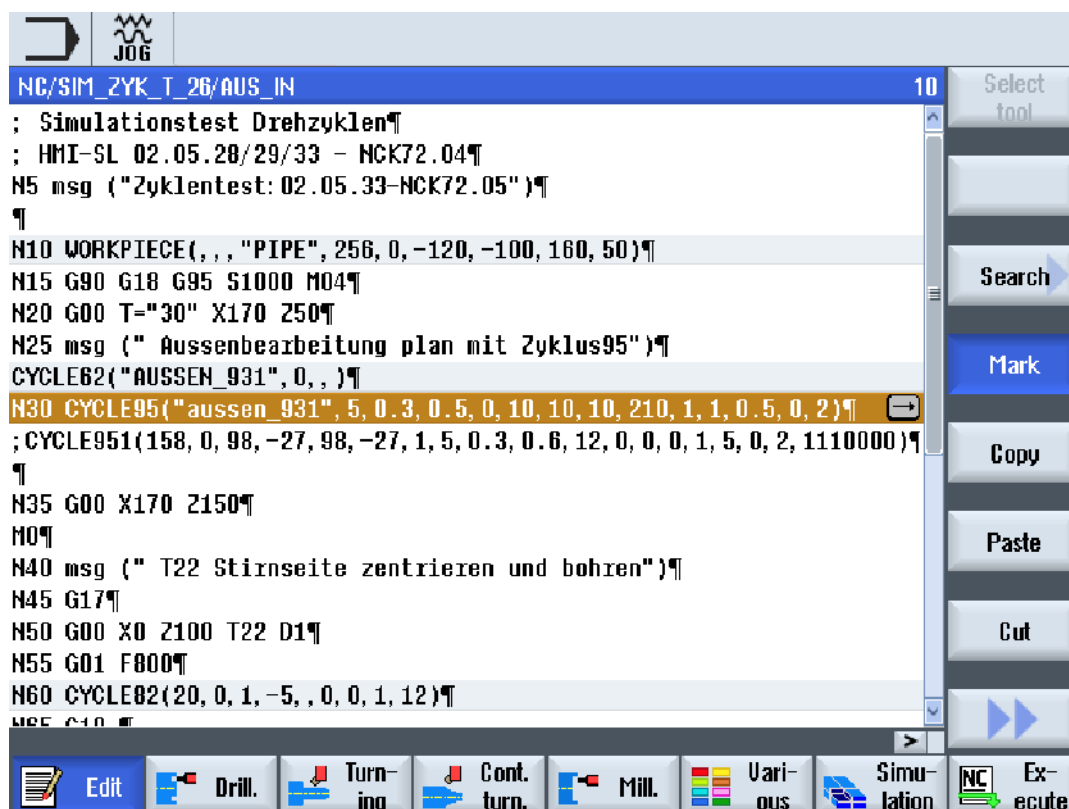 JOG
NC/SIM_ZYK_T_26/AUS_IN 10
; Simulationstest Drehzyklen¶
; HMI-SL 02.05.28/29/33 - NCK72.04¶
N5 msg ("Zyklentest:02.05.33-NCK72.05")¶
¶
N10 WORKPIECE(,,,"PIPE",256,0,-120,-100,160,50)¶
N15 G90 G18 G95 S1000 M04¶
N20 G00 T="30" X170 Z50¶
N25 msg (" Aussenbearbeitung plan mit Zyklus95")¶
CYCLE62("AUSSEN_931",0,,)¶
N30 CYCLE95("aussen_931",5,0.3,0.5,0,10,10,10,210,1,1,0.5,0,2)¶
;CYCLE951(158,0,98,-27,98,-27,1,5,0.3,0.6,12,0,0,0,1,5,0,2,1110000)¶
¶
N35 G00 X170 Z150¶
M0¶
N40 msg (" T22 Stirnseite zentrieren und bohren")¶
N45 G17¶
N50 G00 X0 Z100 T22 D1¶
N55 G01 F800¶
N60 CYCLE82(20,0,1,-5,,0,0,1,12)¶
Select
tool
Search
Mark
Copy
Paste
Cut
Edit
Drill.
Turn-
ing
Cont.
turn.
Mill.
Vari-
ous
Simu-
lation
NC
Ex-
ecute